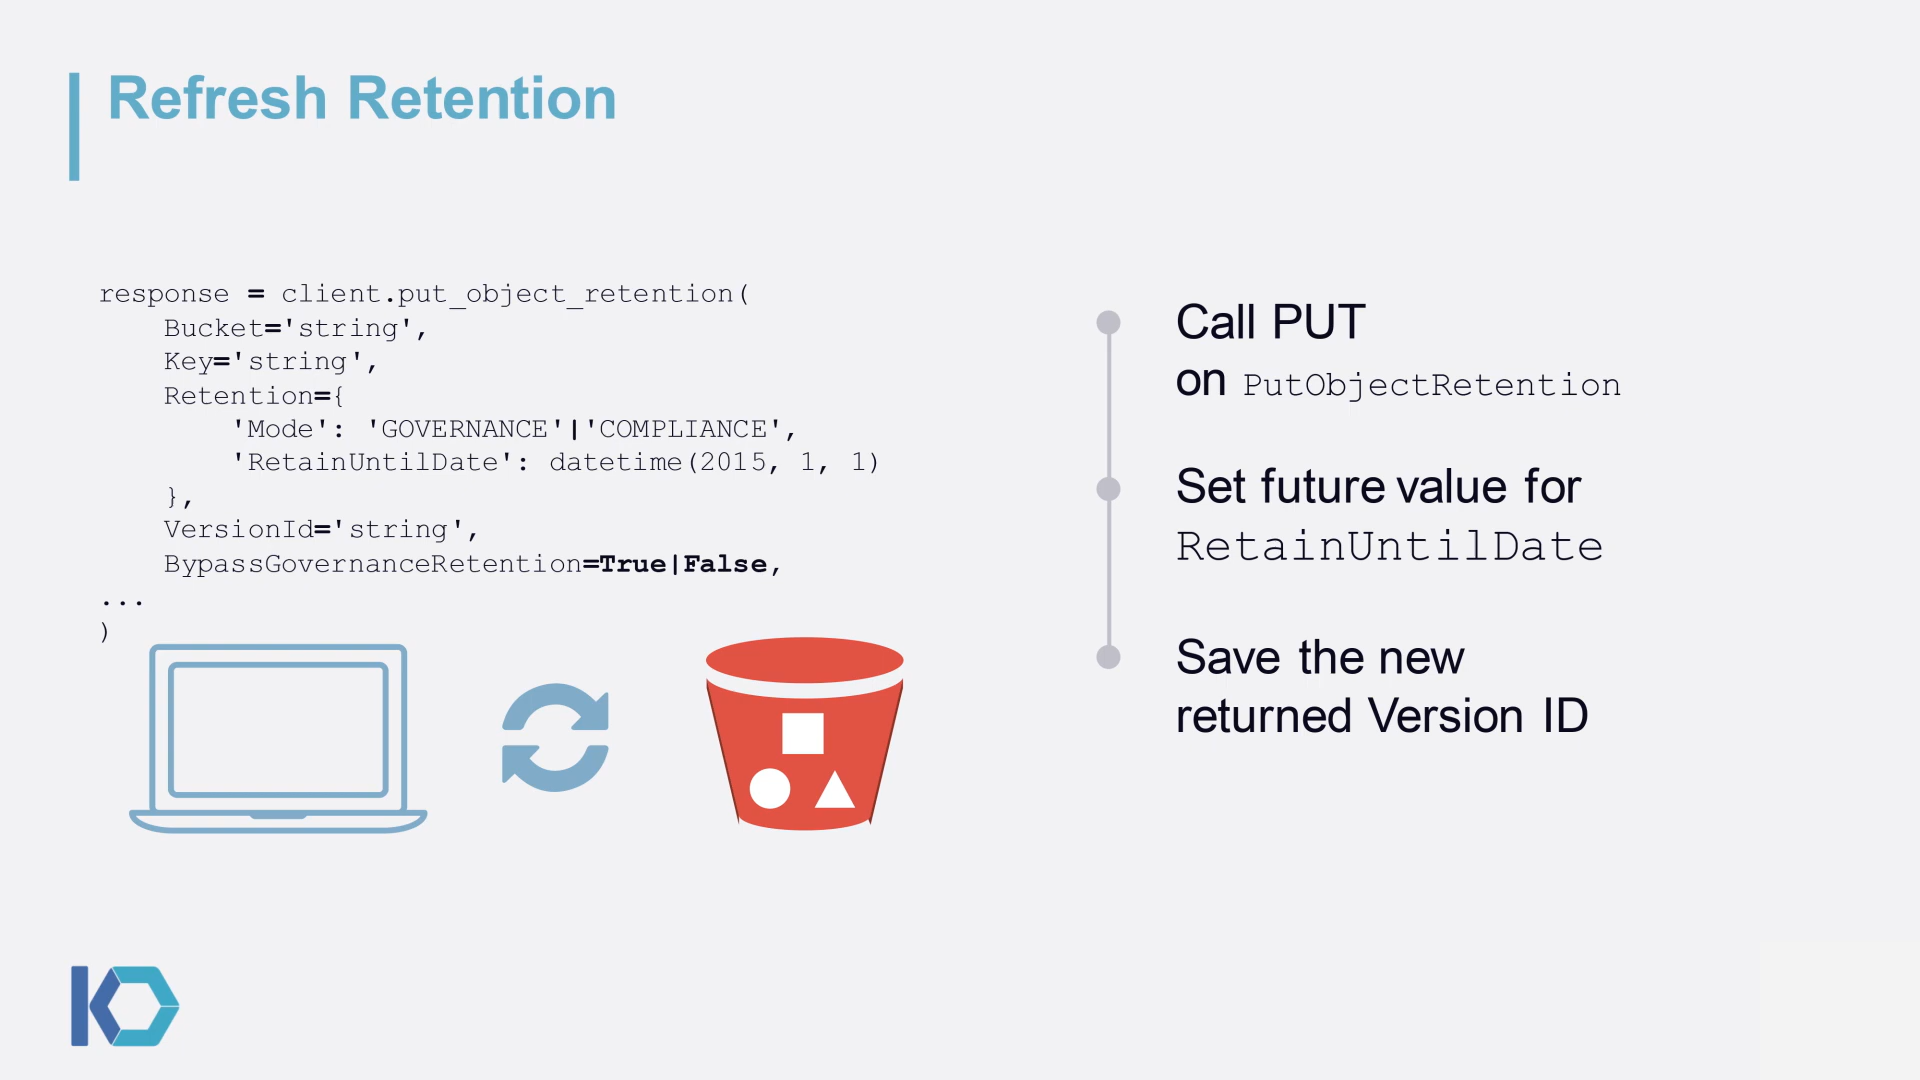 Refresh Retention
response = client.put_object_retention(
    Bucket='string',
    Key='string',
    Retention={
        'Mode': 'GOVERNANCE'|'COMPLIANCE',
        'RetainUntilDate': datetime(2015, 1, 1)
    },
    VersionId='string',
    BypassGovernanceRetention=True|False,
...
)
Call PUT
on PutObjectRetention
Set future value for
RetainUntilDate
Save the new
returned Version ID